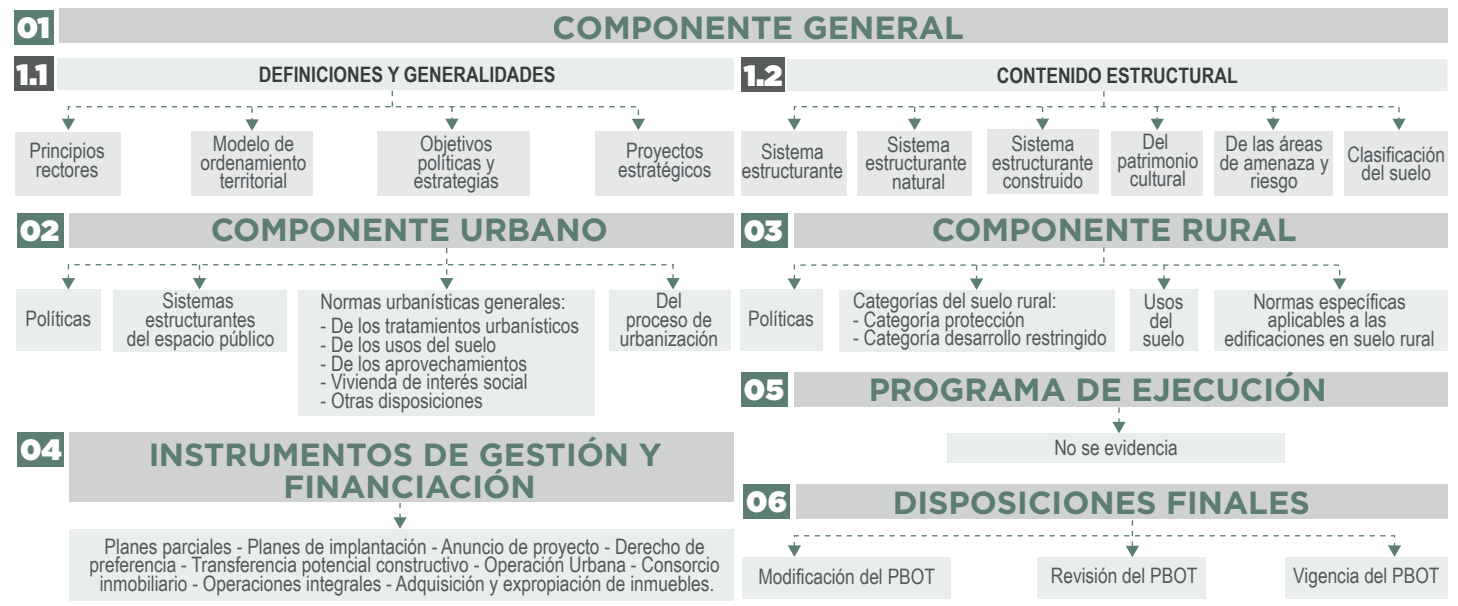 01
COMPONENTE GENERAL
1.1
DEFINICIONES Y GENERALIDADES
Principios
rectores
Modelo de
ordenamiento
territorial
Objetivos
políticas y
estrategias
Proyectos
estratégicos
1.2
CONTENIDO ESTRUCTURAL
Sistema
estructurante
Sistema
estructurante
natural
Sistema
estructurante
construido
Del
patrimonio
cultural
De las áreas
de amenaza y
riesgo
Clasificación
del suelo
02
COMPONENTE URBANO
Políticas
Sistemas
estructurantes
del espacio público
Normas urbanísticas generales:
- De los tratamientos urbanísticos
- De los usos del suelo
- De los aprovechamientos
- Vivienda de interés social
- Otras disposiciones
Del
proceso de
urbanización
03
COMPONENTE RURAL
Políticas
Categorías del suelo rural:
- Categoría protección
- Categoría desarrollo restringido
Usos
del
suelo
Normas específicas
aplicables a las
edificaciones en suelo rural
04
INSTRUMENTOS DE GESTIÓN Y
FINANCIACIÓN
Planes parciales - Planes de implantación - Anuncio de proyecto - Derecho de
preferencia - Transferencia potencial constructivo - Operación Urbana - Consorcio
inmobiliario - Operaciones integrales - Adquisición y expropiación de inmuebles.
05
PROGRAMA DE EJECUCIÓN
No se evidencia
06
DISPOSICIONES FINALES
Modificación del PBOT
Revisión del PBOT
Vigencia del PBOT